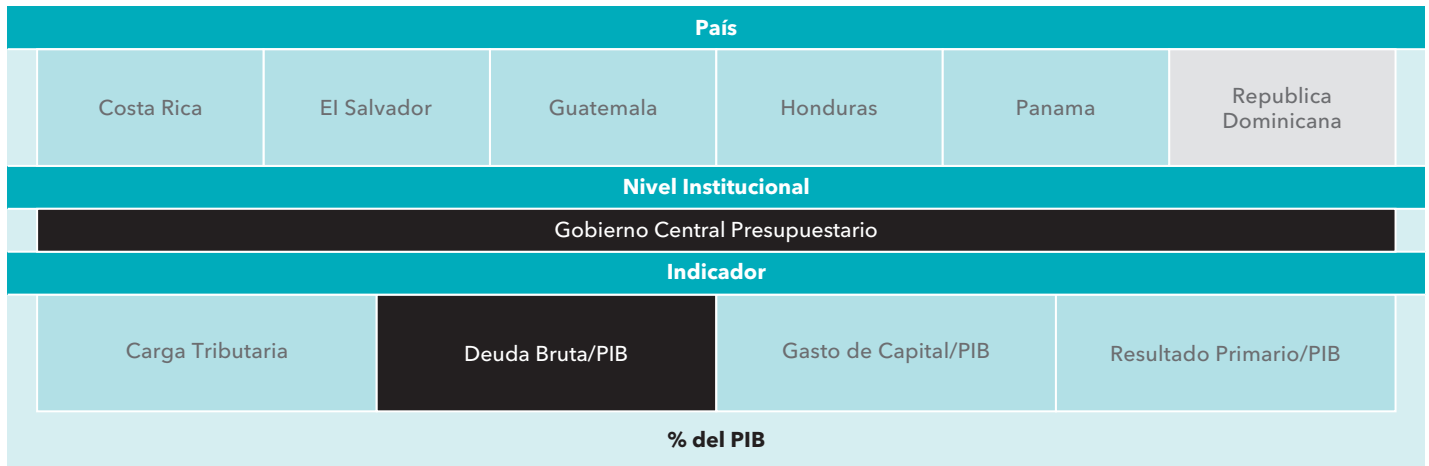 País
Costa Rica
El Salvador
Guatemala
Honduras
Panama
Republica
Dominicana
Nivel Institucional
Gobierno Central Presupuestario
Indicador
Carga Tributaria
Deuda Bruta/PIB
Gasto de Capital/PIB
Resultado Primario/PIB
% del PIB